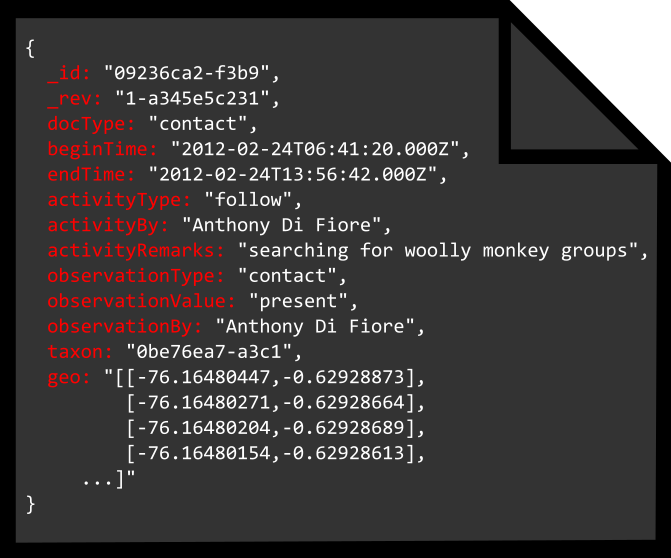 {
_id: "09236ca2-f3b9",
_rev: "1-a345e5c231",
docType: "contact",
beginTime: "2012-02-24T06:41:20.000Z",
endTime: "2012-02-24T13:56:42.000Z",
activityType: "follow",
activityBy: "Anthony Di Fiore",
activityRemarks: "searching for woolly monkey groups",
observationType: "contact",
observationValue: "present",
observationBy: "Anthony Di Fiore",
taxon: "0be76ea7-a3c1",
geo: "[[-76.16480447,-0.62928873],
[-76.16480271,-0.62928664],
[-76.16480204,-0.62928689],
[-76.16480154,-0.62928613],
...]"
}